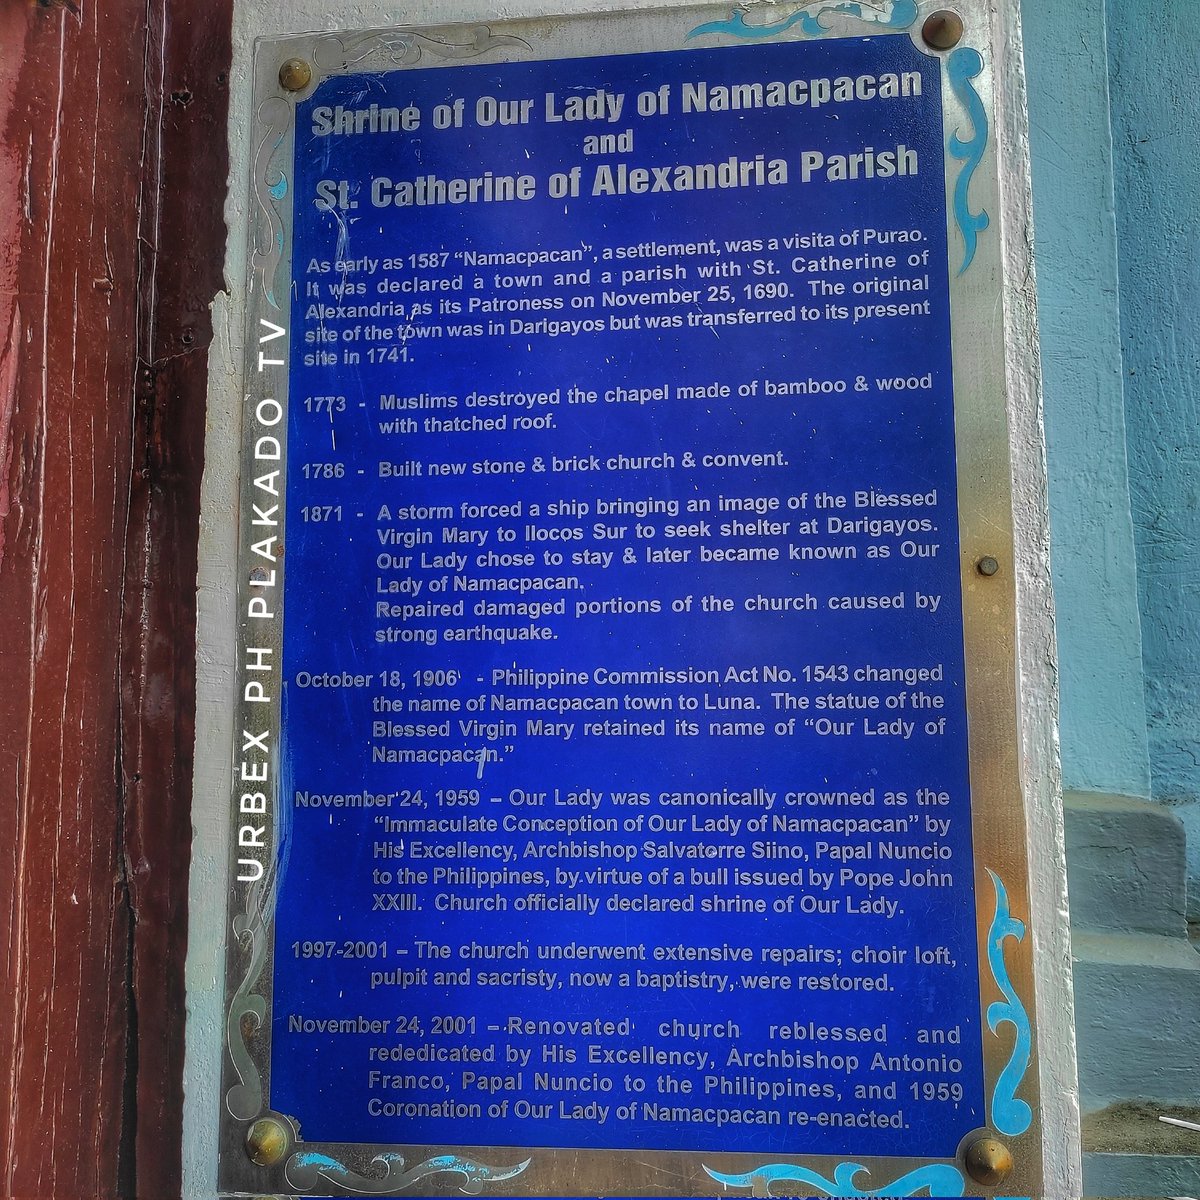 Shrine of Our Lady of Namacpacan
and
St. Catherine of Alexandria Parish
As early as 1587 “Namacpacan”, a settlement, was a visita of Purao.
It was declared a town and a parish with St. Catherine of
Alexandria as its Patroness on November 25, 1690. The original
site of the town was in Darigayos but was transferred to its present
site in 1741.
1773 - Muslims destroyed the chapel made of bamboo & wood
with thatched roof.
1786 - Built new stone & brick church & convent.
1871 - A storm forced a ship bringing an image of the Blessed
Virgin Mary to Ilocos Sur to seek shelter at Darigayos.
Our Lady chose to stay & later became known as Our
Lady of Namacpacan.
Repaired damaged portions of the church caused by
strong earthquake.
October 18, 1906 - Philippine Commission Act No. 1543 changed
the name of Namacpacan town to Luna. The statue of the
Blessed Virgin Mary retained its name of “Our Lady of
Namacpacan.”
November 24, 1959 – Our Lady was canonically crowned as the
“Immaculate Conception of Our Lady of Namacpacan” by
His Excellency, Archbishop Salvatorre Siino, Papal Nuncio
to the Philippines, by virtue of a bull issued by Pope John
XXIII. Church officially declared shrine of Our Lady.
1997-2001 – The church underwent extensive repairs; choir loft,
pulpit and sacristy, now a baptistry, were restored.
November 24, 2001 – Renovated church reblessed and
rededicated by His Excellency, Archbishop Antonio
Franco, Papal Nuncio to the Philippines, and 1959
Coronation of Our Lady of Namacpacan re-enacted.
URBEX PH PLAKADO TV